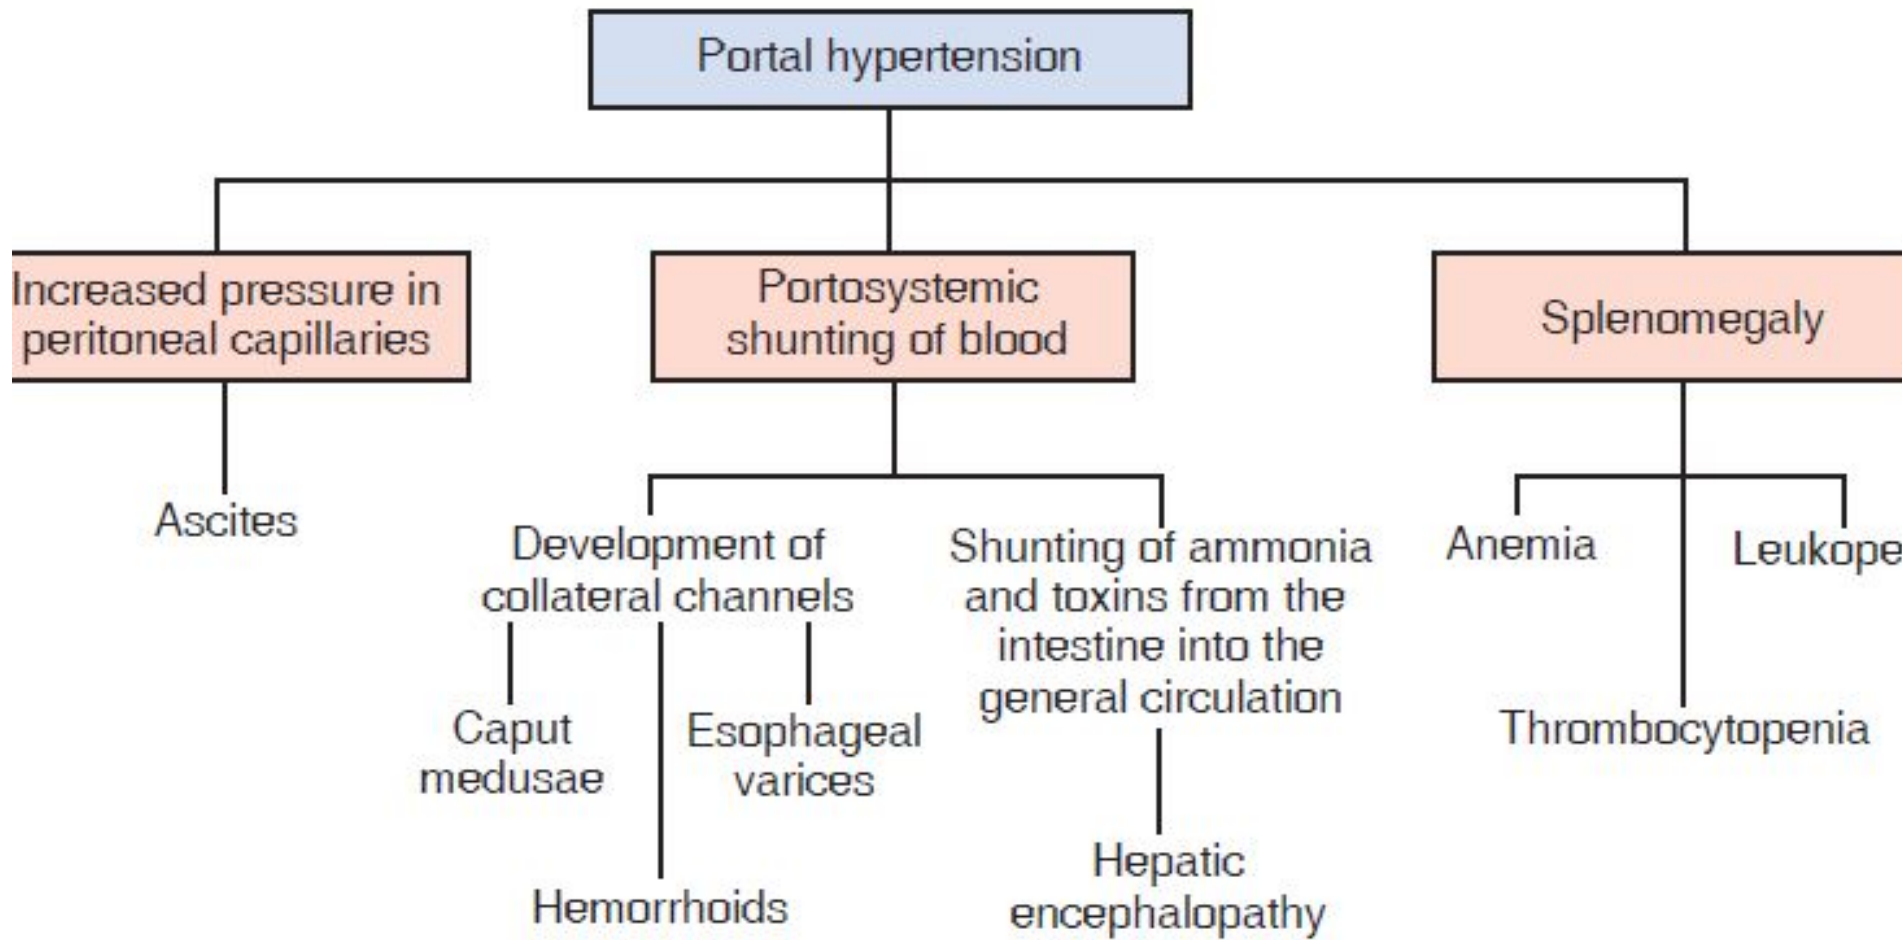 Portal hypertension
Increased pressure in
peritoneal capillaries
Portosystemic
shunting of blood
Splenomegaly
Ascites
Development of
collateral channels
Shunting of ammonia
and toxins from the
intestine into the
general circulation
Anemia
Leukope
Caput
medusae
Esophageal
varices
Thrombocytopenia
Hemorrhoids
Hepatic
encephalopathy